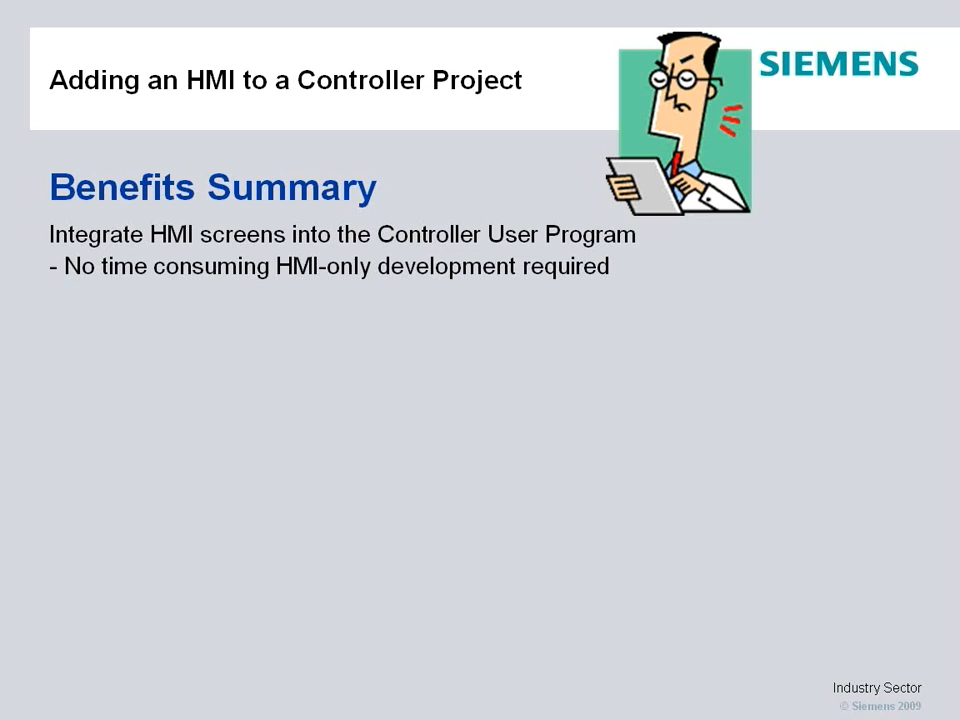 Adding an HMI to a Controller Project
SIEMENS
Benefits Summary
Integrate HMI screens into the Controller User Program
- No time consuming HMI-only development required
Industry Sector
© Siemens 2009